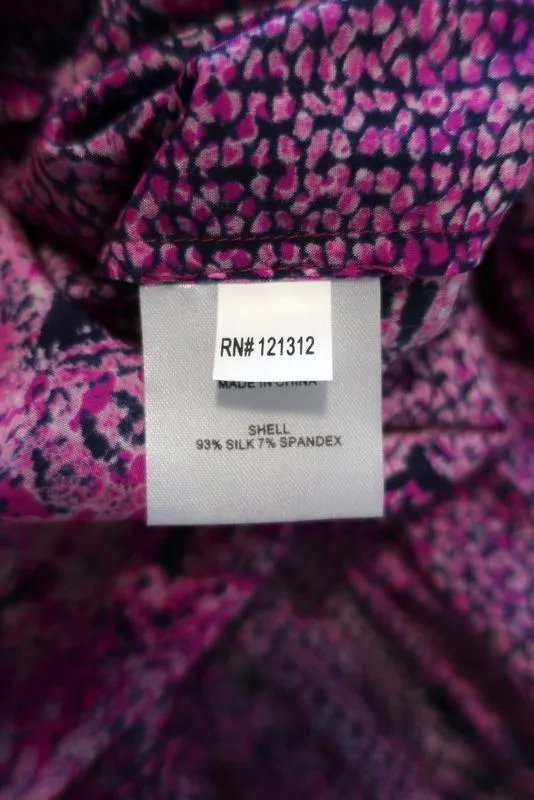 RN# 121312
MADE IN CHINA
SHELL
93% SILK 7% SPANDEX